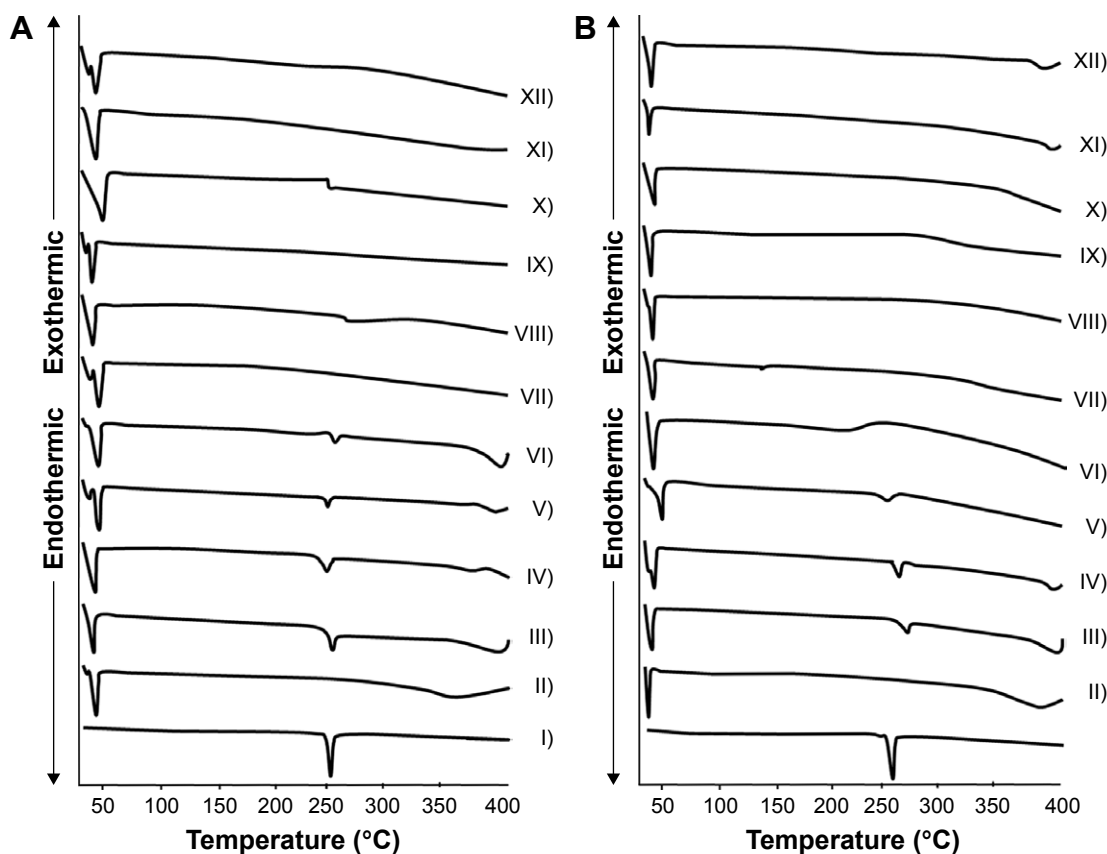 A
Exothermic
Endothermic
XII)
XI)
X)
IX)
VIII)
VII)
VI)
V)
IV)
III)
II)
I)
50 100 150 200 250 300 350 400
Temperature (°C)
B
Exothermic
Endothermic
XII)
XI)
X)
IX)
VIII)
VII)
VI)
V)
IV)
III)
II)
50 100 150 200 250 300 350 400
Temperature (°C)